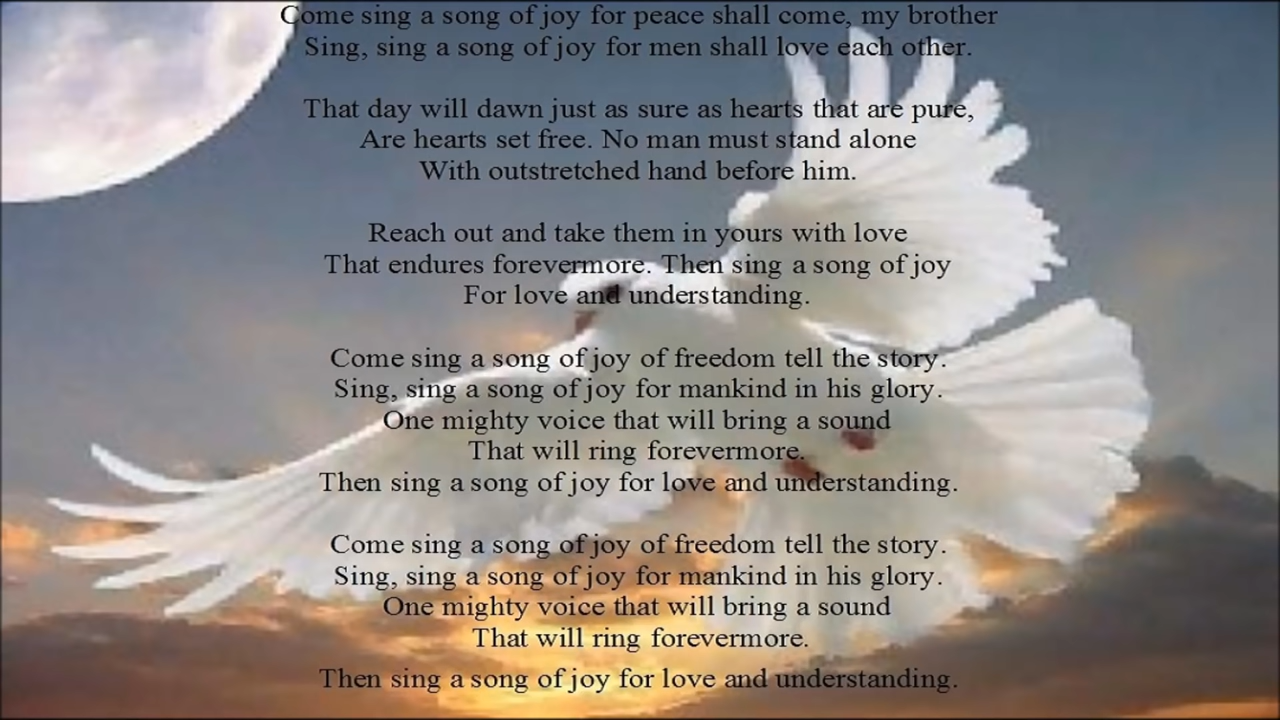 Come sing a song of joy for peace shall come, my brother
Sing, sing a song of joy for men shall love each other.
That day will dawn just as sure as hearts that are pure,
Are hearts set free. No man must stand alone
With outstretched hand before him.
Reach out and take them in yours with love
That endures forevermore. Then sing a song of joy
For love and understanding.
Come sing a song of joy of freedom tell the story.
Sing, sing a song of joy for mankind in his glory.
One mighty voice that will bring a sound
That will ring forevermore.
Then sing a song of joy for love and understanding.
Come sing a song of joy of freedom tell the story.
Sing, sing a song of joy for mankind in his glory.
One mighty voice that will bring a sound
That will ring forevermore.
Then sing a song of joy for love and understanding.